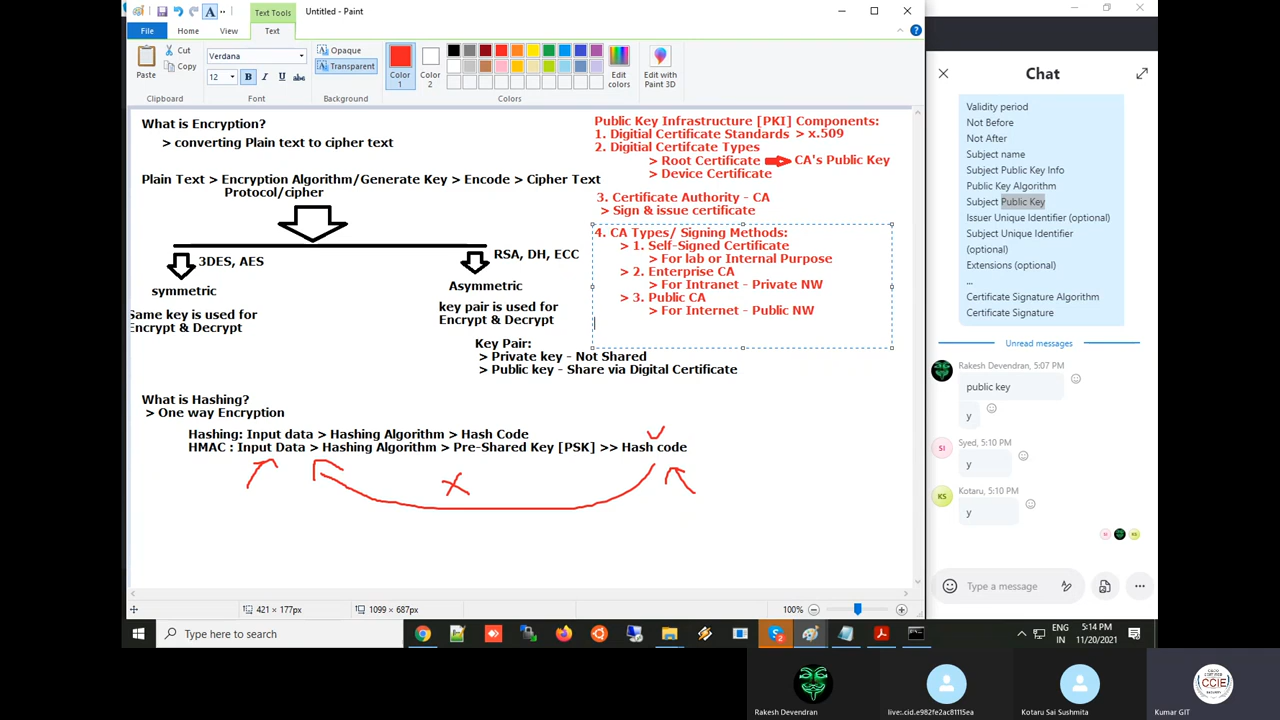 Text Tools
Untitled - Paint
File
Home
View
Text
Paste
Cut
Copy
Clipboard
Verdana
12
B
I
U
abc
Font
Opaque
Transparent
Background
Color
1
Color
2
Edit
colors
Edit with
Paint 3D
Colors
What is Encryption?
> converting Plain text to cipher text
Plain Text > Encryption Algorithm/Generate Key > Encode > Cipher Text
Protocol/cipher
3DES, AES
RSA, DH, ECC
symmetric
Asymmetric
Same key is used for
Encrypt & Decrypt
key pair is used for
Encrypt & Decrypt
Key Pair:
> Private key - Not Shared
> Public key - Share via Digital Certificate
What is Hashing?
> One way Encryption
Hashing: Input data > Hashing Algorithm > Hash Code
HMAC : Input Data > Hashing Algorithm > Pre-Shared Key [PSK] >> Hash code
Public Key Infrastructure [PKI] Components:
1. Digitial Certificate Standards > x.509
2. Digitial Certifcate Types
> Root Certificate CA's Public Key
> Device Certificate
3. Certificate Authority - CA
> Sign & issue certificate
4. CA Types/ Signing Methods:
> 1. Self-Signed Certificate
> For lab or Internal Purpose
> 2. Enterprise CA
> For Intranet - Private NW
> 3. Public CA
> For Internet - Public NW
421 × 177px
1099 × 687px
100%
Type here to search
ENG
IN
5:14 PM
11/20/2021
Chat
Validity period
Not Before
Not After
Subject name
Subject Public Key Info
Public Key Algorithm
Subject Public Key
Issuer Unique Identifier (optional)
Subject Unique Identifier
(optional)
Extensions (optional)
...
Certificate Signature Algorithm
Certificate Signature
Unread messages
Rakesh Devendran, 5:07 PM
public key
y
SI
Syed, 5:10 PM
y
KS
Kotaru, 5:10 PM
y
Type a message
Rakesh Devendran
live:.cid.e982fe2ac81115ea
Kotaru Sai Sushmita
CCIE
Kumar GIT